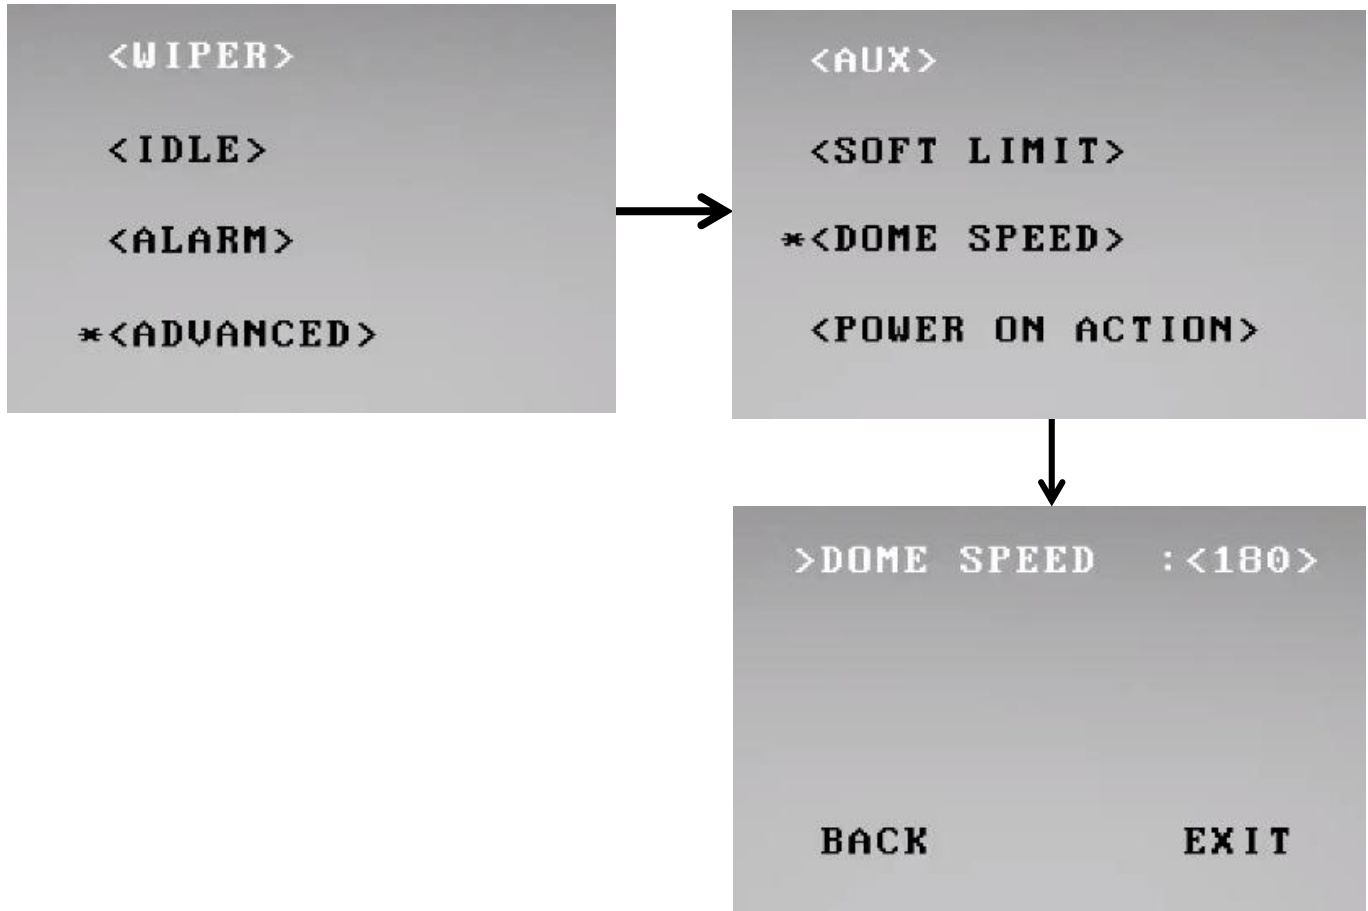 <WIPER>
<IDLE>
<ALARM>
*<ADVANCED>
<AUX>
<SOFT LIMIT>
*<DOME SPEED>
<POWER ON ACTION>
>DOME SPEED :<180>
BACK EXIT